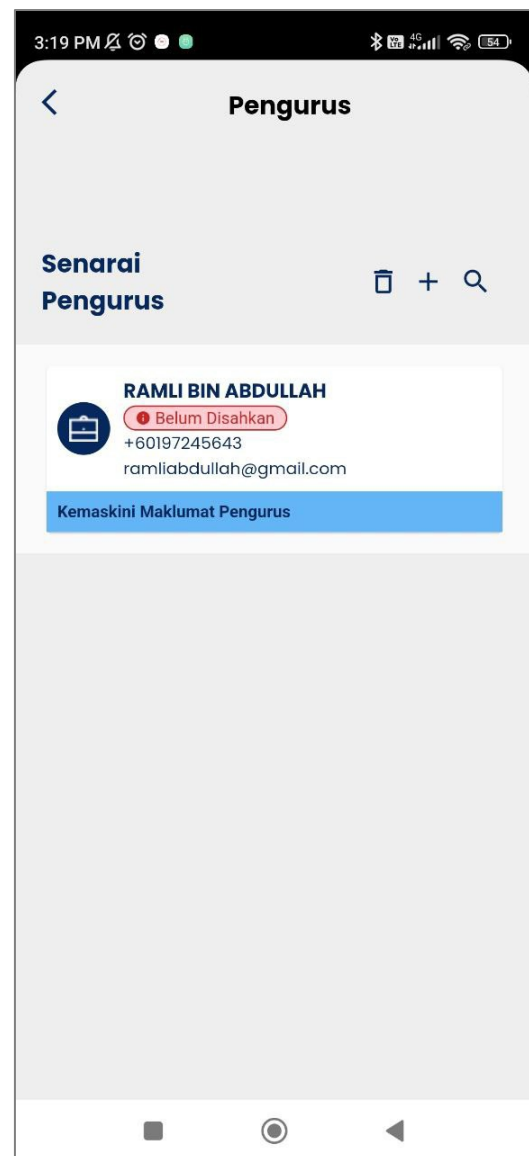 3:19 PM
4G
54
Pengurus
Senarai
Pengurus
RAMLI BIN ABDULLAH
Belum Disahkan
+60197245643
ramliabdullah@gmail.com
Kemaskini Maklumat Pengurus